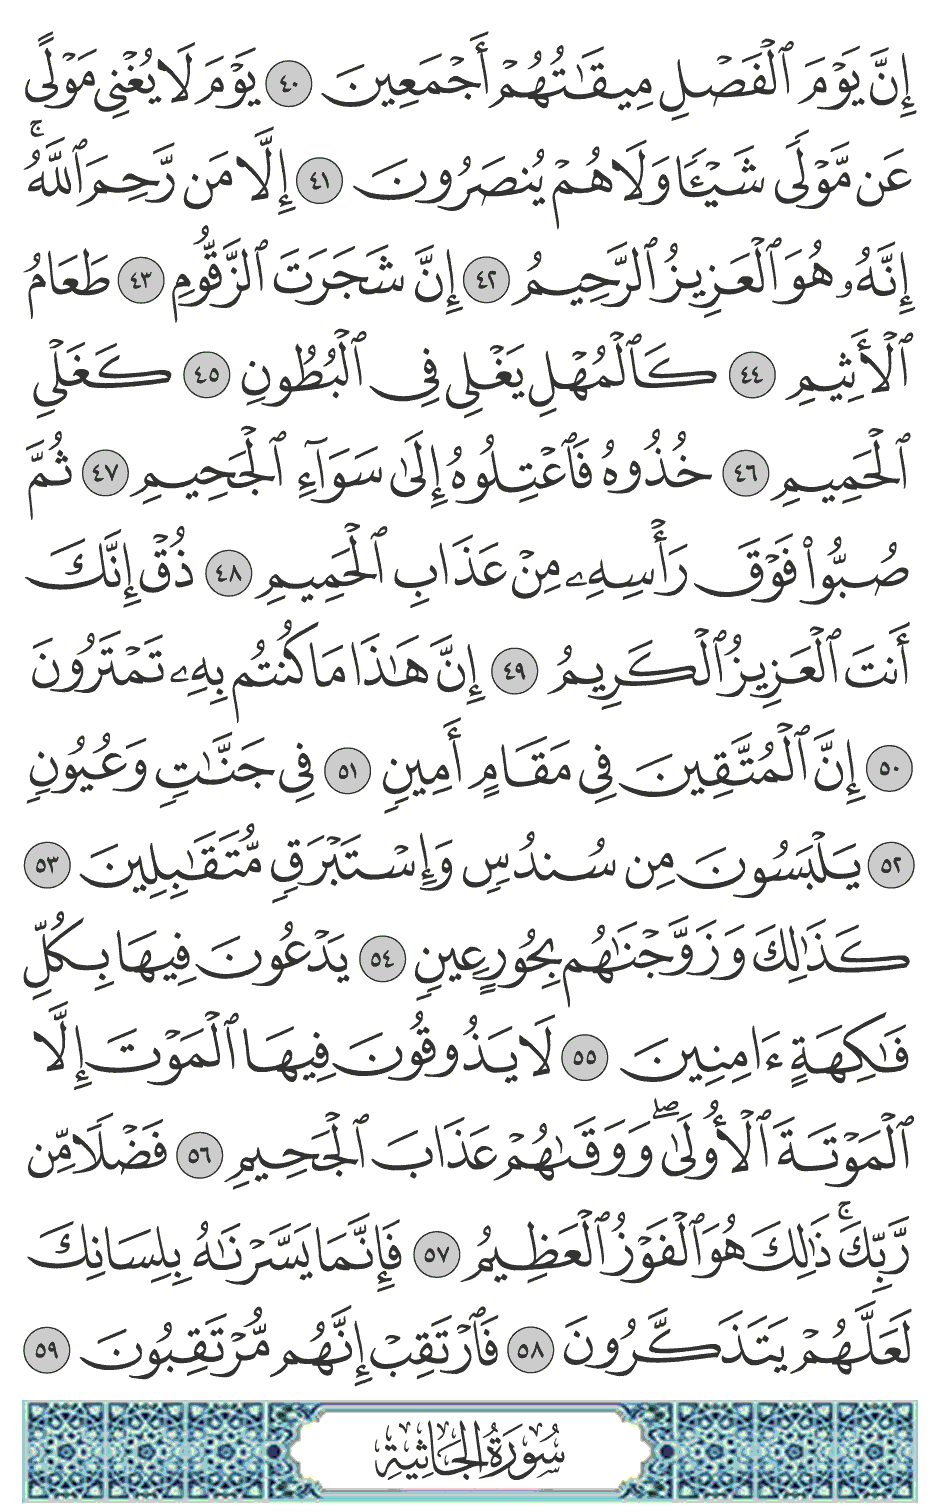 إِنَّ يَوْمَ ٱلْفَصْلِ مِيقَـٰتُهُمْ أَجْمَعِينَ ٤٠ يَوْمَ لَا يُغْنِى مَوْلًى
عَن مَّوْلًى شَيْـًٔا وَلَا هُمْ يُنصَرُونَ ٤١ إِلَّا مَن رَّحِمَ ٱللَّهُ ۚ
إِنَّهُۥ هُوَ ٱلْعَزِيزُ ٱلرَّحِيمُ ٤٢ إِنَّ شَجَرَتَ ٱلزَّقُّومِ ٤٣ طَعَامُ
ٱلْأَثِيمِ ٤٤ كَٱلْمُهْلِ يَغْلِى فِى ٱلْبُطُونِ ٤٥ كَغَلْىِ
ٱلْحَمِيمِ ٤٦ خُذُوهُ فَٱعْتِلُوهُ إِلَىٰ سَوَآءِ ٱلْجَحِيمِ ٤٧ ثُمَّ
صُبُّوا۟ فَوْقَ رَأْسِهِۦ مِنْ عَذَابِ ٱلْحَمِيمِ ٤٨ ذُقْ إِنَّكَ
أَنتَ ٱلْعَزِيزُ ٱلْكَرِيمُ ٤٩ إِنَّ هَـٰذَا مَا كُنتُم بِهِۦ تَمْتَرُونَ
٥٠ إِنَّ ٱلْمُتَّقِينَ فِى مَقَامٍ أَمِينٍ ٥١ فِى جَنَّـٰتٍ وَعُيُونٍ
٥٢ يَلْبَسُونَ مِن سُندُسٍ وَإِسْتَبْرَقٍ مُّتَقَـٰبِلِينَ ٥٣
كَذَٰلِكَ وَزَوَّجْنَـٰهُم بِحُورٍ عِينٍ ٥٤ يَدْعُونَ فِيهَا بِكُلِّ
فَـٰكِهَةٍ ءَامِنِينَ ٥٥ لَا يَذُوقُونَ فِيهَا ٱلْمَوْتَ إِلَّا
ٱلْمَوْتَةَ ٱلْأُولَىٰ ۖ وَوَقَىٰهُمْ عَذَابَ ٱلْجَحِيمِ ٥٦ فَضْلًا مِّن
رَّبِّكَ ۚ ذَٰلِكَ هُوَ ٱلْفَوْزُ ٱلْعَظِيمُ ٥٧ فَإِنَّمَا يَسَّرْنَـٰهُ بِلِسَانِكَ
لَعَلَّهُمْ يَتَذَكَّرُونَ ٥٨ فَٱرْتَقِبْ إِنَّهُم مُّرْتَقِبُونَ ٥٩
سُورَةُ الجَاثِيَةِ